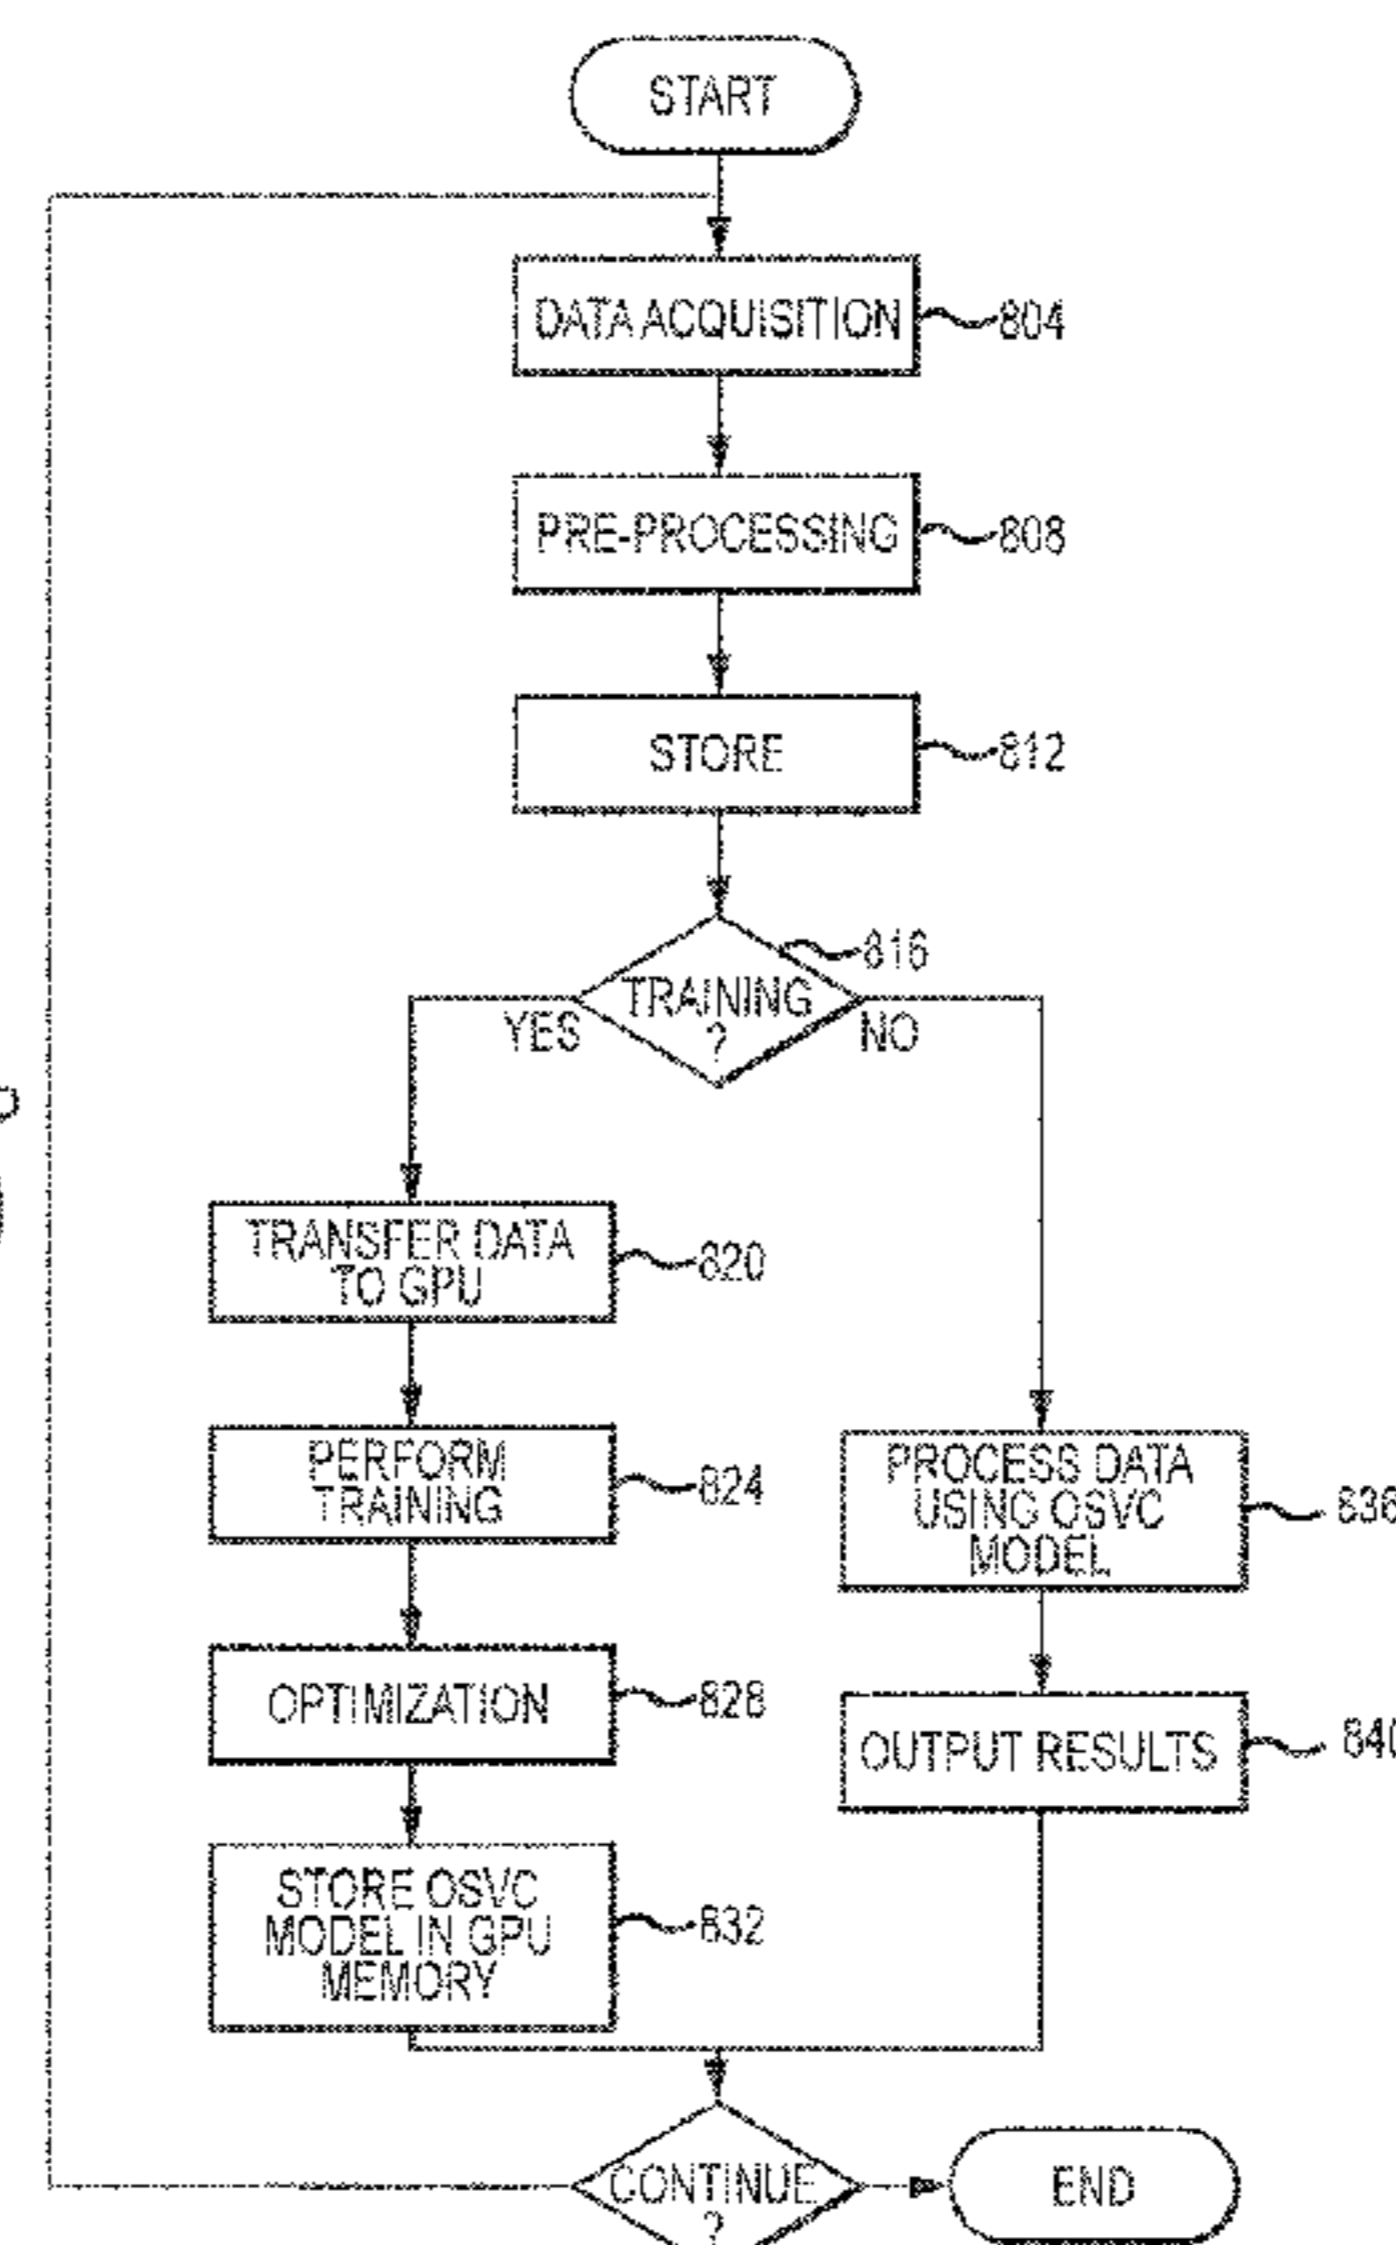 START
DATA ACQUISITION
804
PRE-PROCESSING
808
STORE
812
816
TRAINING
?
YES
NO
TRANSFER DATA
TO GPU
820
PERFORM
TRAINING
824
PROCESS DATA
USING OSVC
MODEL
836
OPTIMIZATION
828
OUTPUT RESULTS
840
STORE OSVC
MODEL IN GPU
MEMORY
832
CONTINUE
?
END